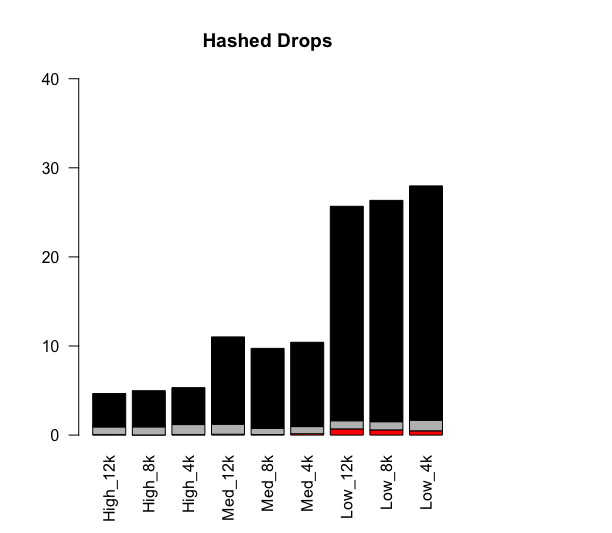 Hashed Drops
40
30
20
10
0
High_12k
High_8k
High_4k
Med_12k
Med_8k
Med_4k
Low_12k
Low_8k
Low_4k